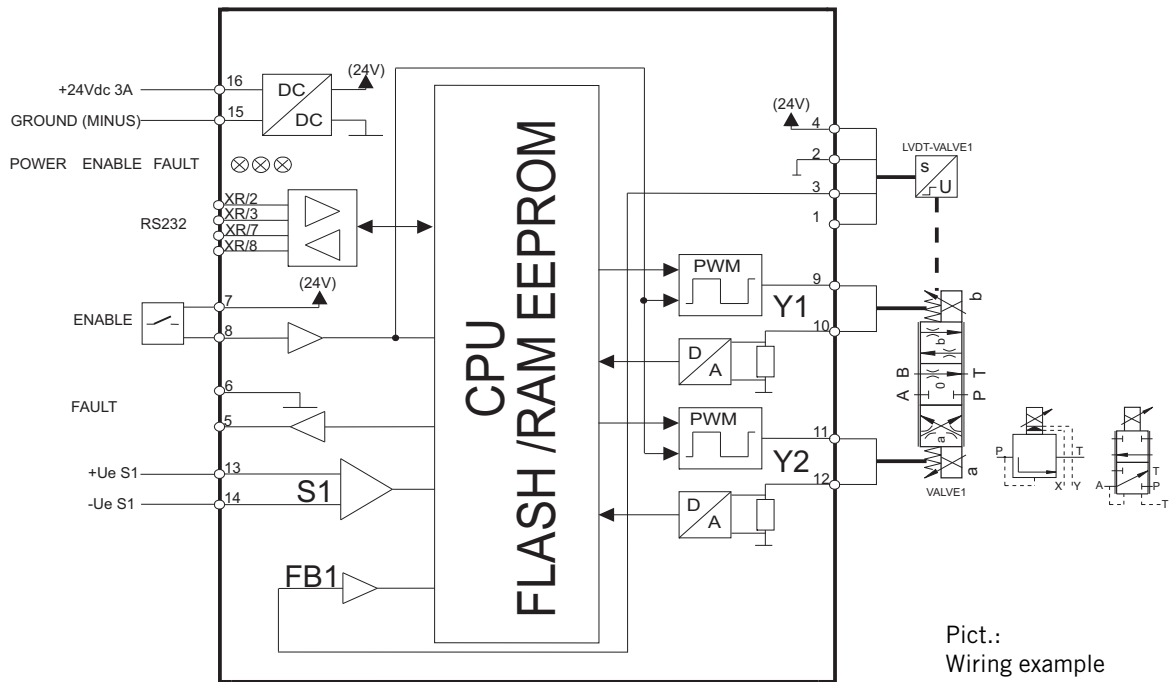 +24Vdc 3A
16
DC
DC
(24V)
GROUND (MINUS)
15
POWER ENABLE FAULT
XR/2
XR/3
XR/7
XR/8
RS232
(24V)
7
ENABLE
8
6
FAULT
5
+Ue S1
13
S1
-Ue S1
14
FB1
CPU
FLASH /RAM EEPROM
(24V)
4
2
3
1
LVDT-VALVE1
S
U
PWM
9
Y1
10
D
A
PWM
11
Y2
12
D
A
b
b
B
T
A
0
P
a
a
VALVE1
P
T
X
Y
T
A
P
T
Pict.:
Wiring example